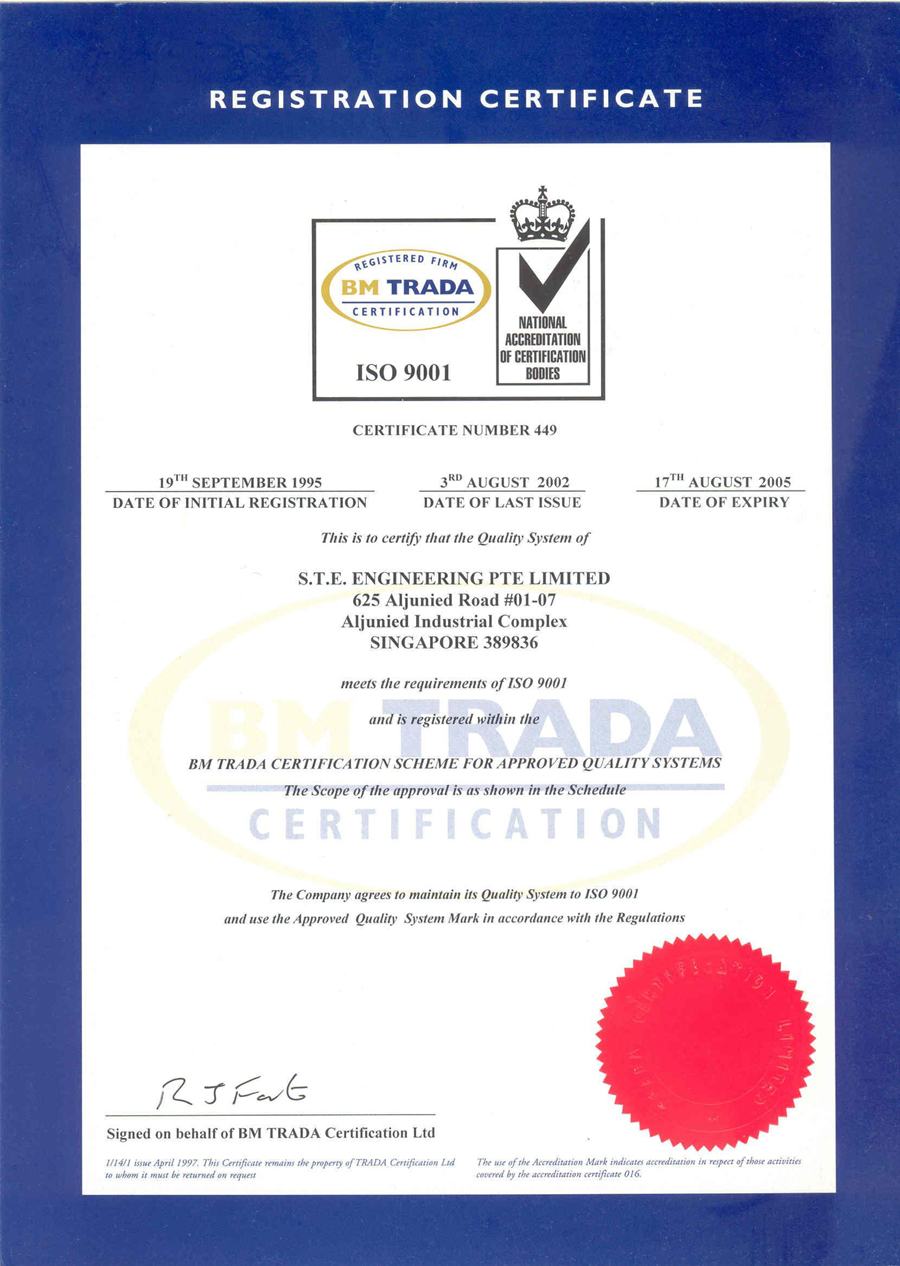 REGISTRATION CERTIFICATE
REGISTERED FIRM
BM TRADA
CERTIFICATION
ISO 9001
NATIONAL
ACCREDITATION
OF CERTIFICATION
BODIES
CERTIFICATE NUMBER 449
19TH SEPTEMBER 1995
DATE OF INITIAL REGISTRATION
3RD AUGUST 2002
DATE OF LAST ISSUE
17TH AUGUST 2005
DATE OF EXPIRY
This is to certify that the Quality System of
S.T.E. ENGINEERING PTE LIMITED
625 Aljunied Road #01-07
Aljunied Industrial Complex
SINGAPORE 389836
meets the requirements of ISO 9001
and is registered within the
BM TRADA
BM TRADA CERTIFICATION SCHEME FOR APPROVED QUALITY SYSTEMS
The Scope of the approval is as shown in the Schedule
CERTIFICATION
The Company agrees to maintain its Quality System to ISO 9001
and use the Approved Quality System Mark in accordance with the Regulations
CERTIFICATION LIMITED
R J F
Signed on behalf of BM TRADA Certification Ltd
1/14/1 issue April 1997. This Certificate remains the property of TRADA Certification Ltd
to whom it must be returned on request
The use of the Accreditation Mark indicates accreditation in respect of those activities
covered by the accreditation certificate 016.